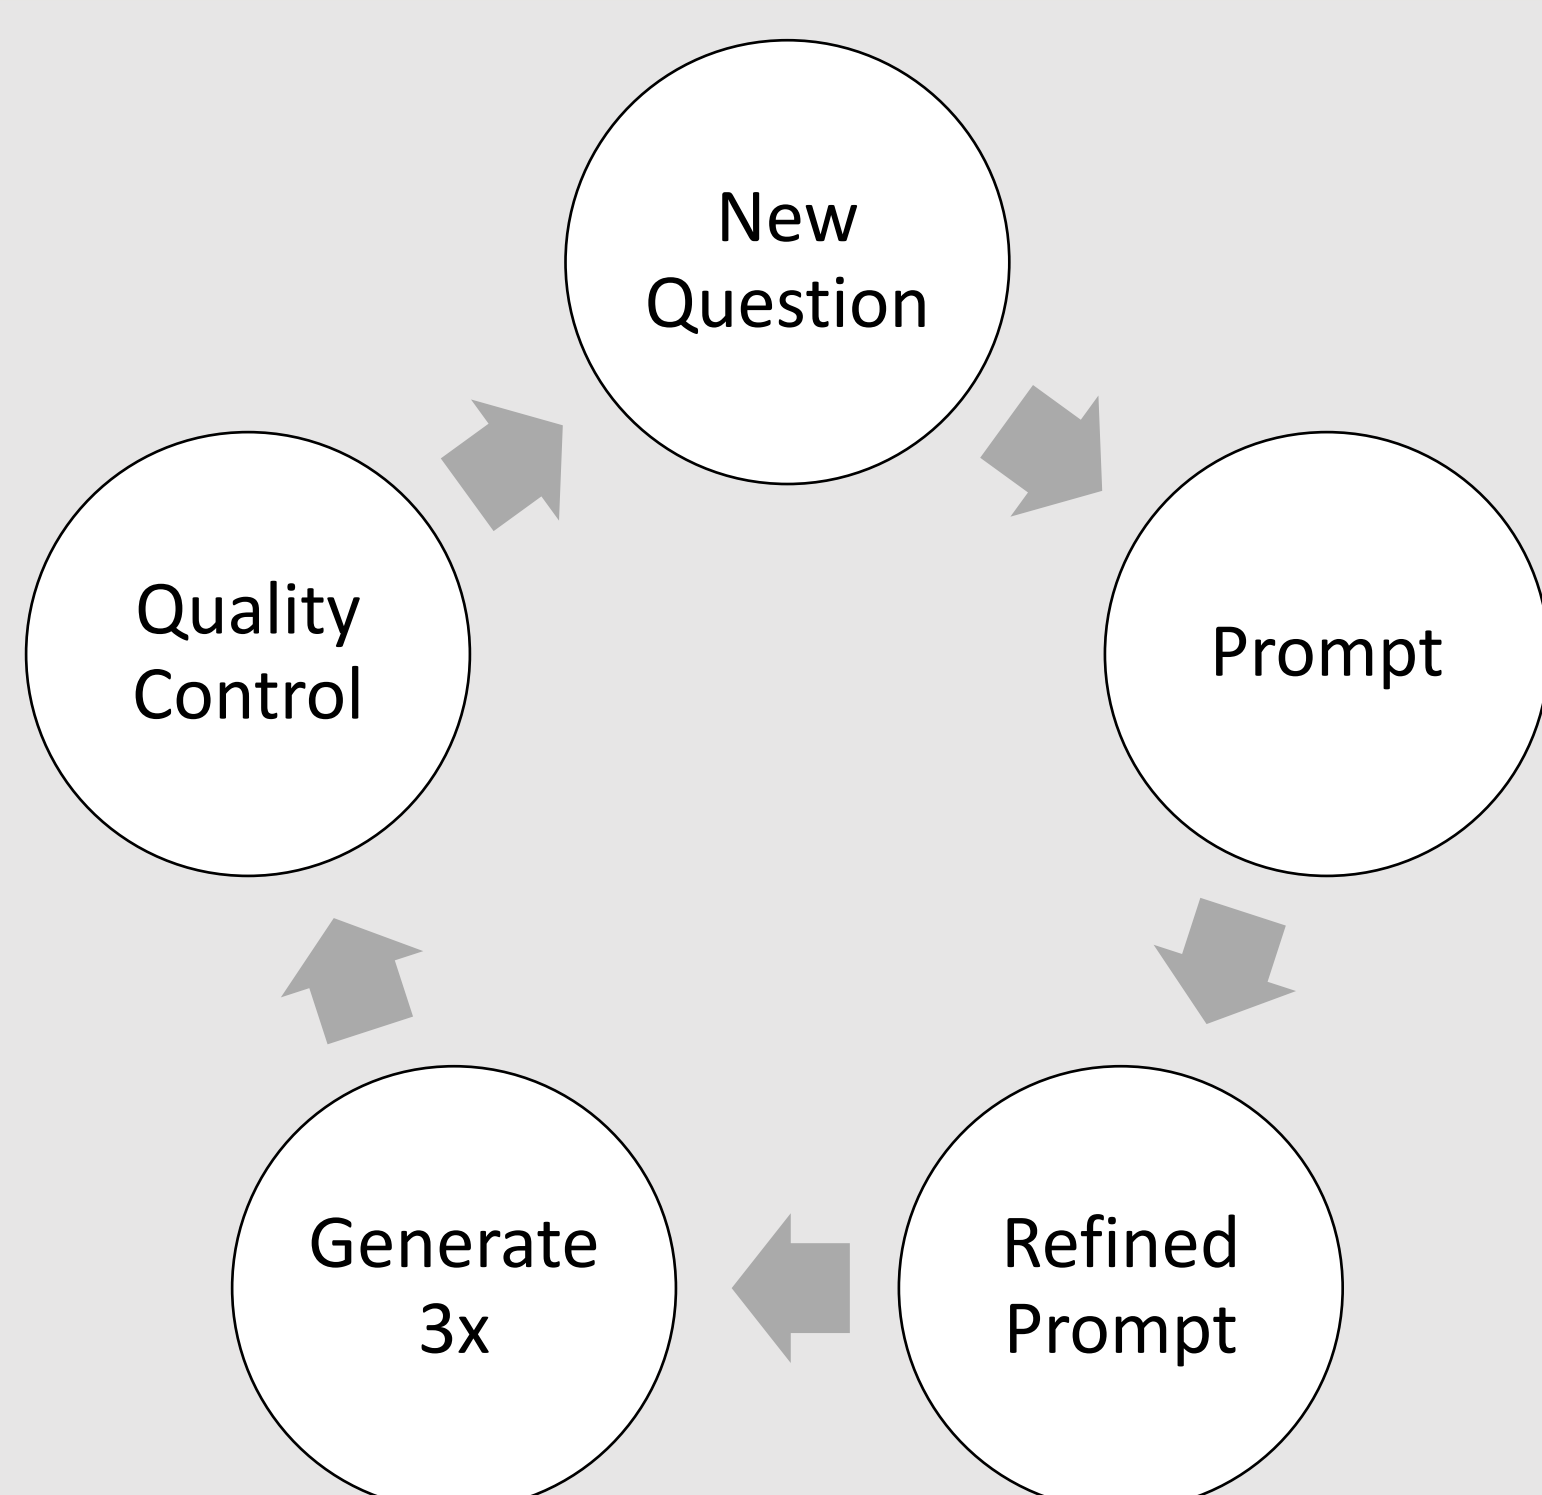 New
Question
Prompt
Refined
Prompt
Generate
3x
Quality
Control